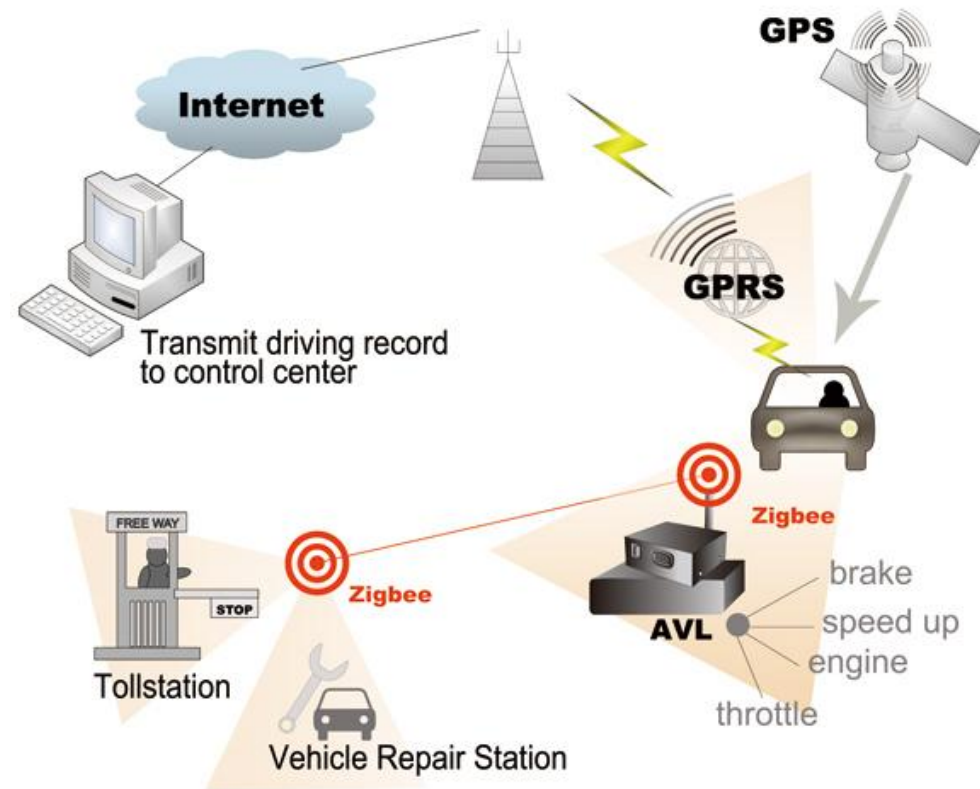 GPS
Internet
GPRS
Transmit driving record
to control center
Zigbee
FREE WAY
Zigbee
brake
STOP
AVL
speed up
engine
Tollstation
throttle
Vehicle Repair Station